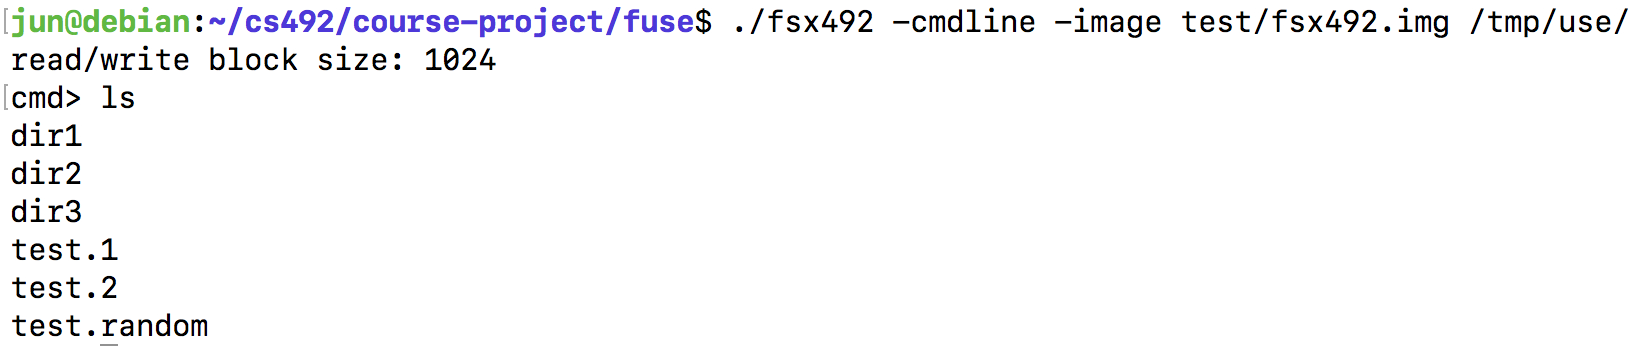 jun@debian:~/cs492/course-project/fuse$ ./fsx492 -cmdline -image test/fsx492.img /tmp/use/
read/write block size: 1024
cmd> ls
dir1
dir2
dir3
test.1
test.2
test.random